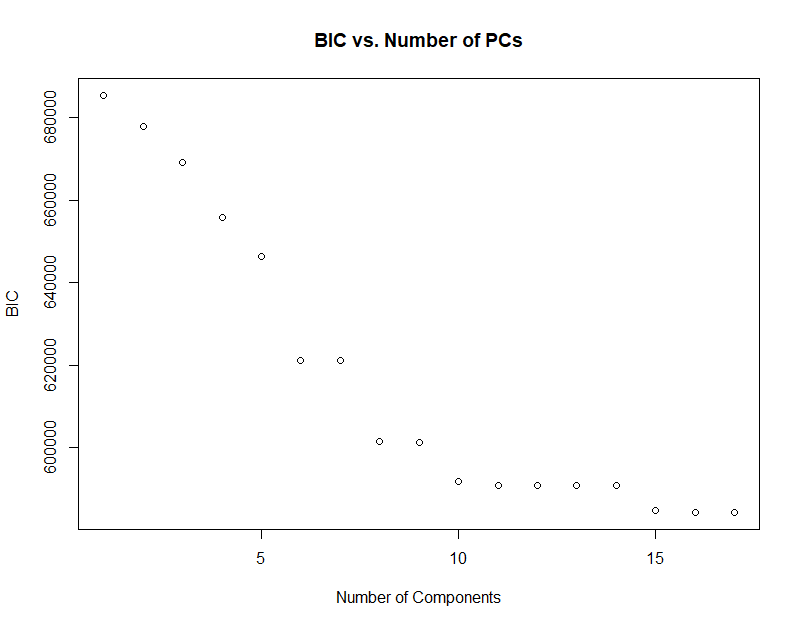 BIC vs. Number of PCs
BIC
680000
660000
640000
620000
600000
5 10 15
Number of Components